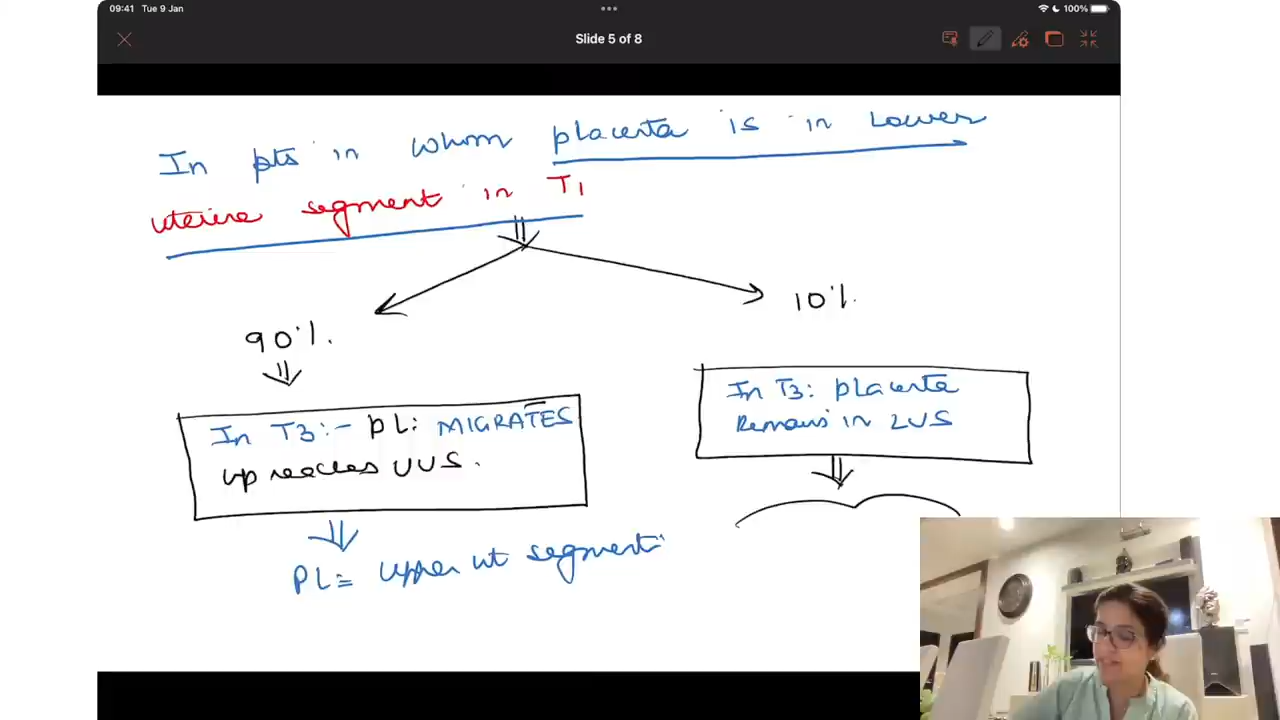 09:41 Tue 9 Jan
100%
Slide 5 of 8
In pts in whom placenta is in Lower
uterine segment in T1
90%.
10%.
In T3:- PL: MIGRATES
up reaches UUS.
In T3: placenta
Remains in LUS
PL= upper ut segment